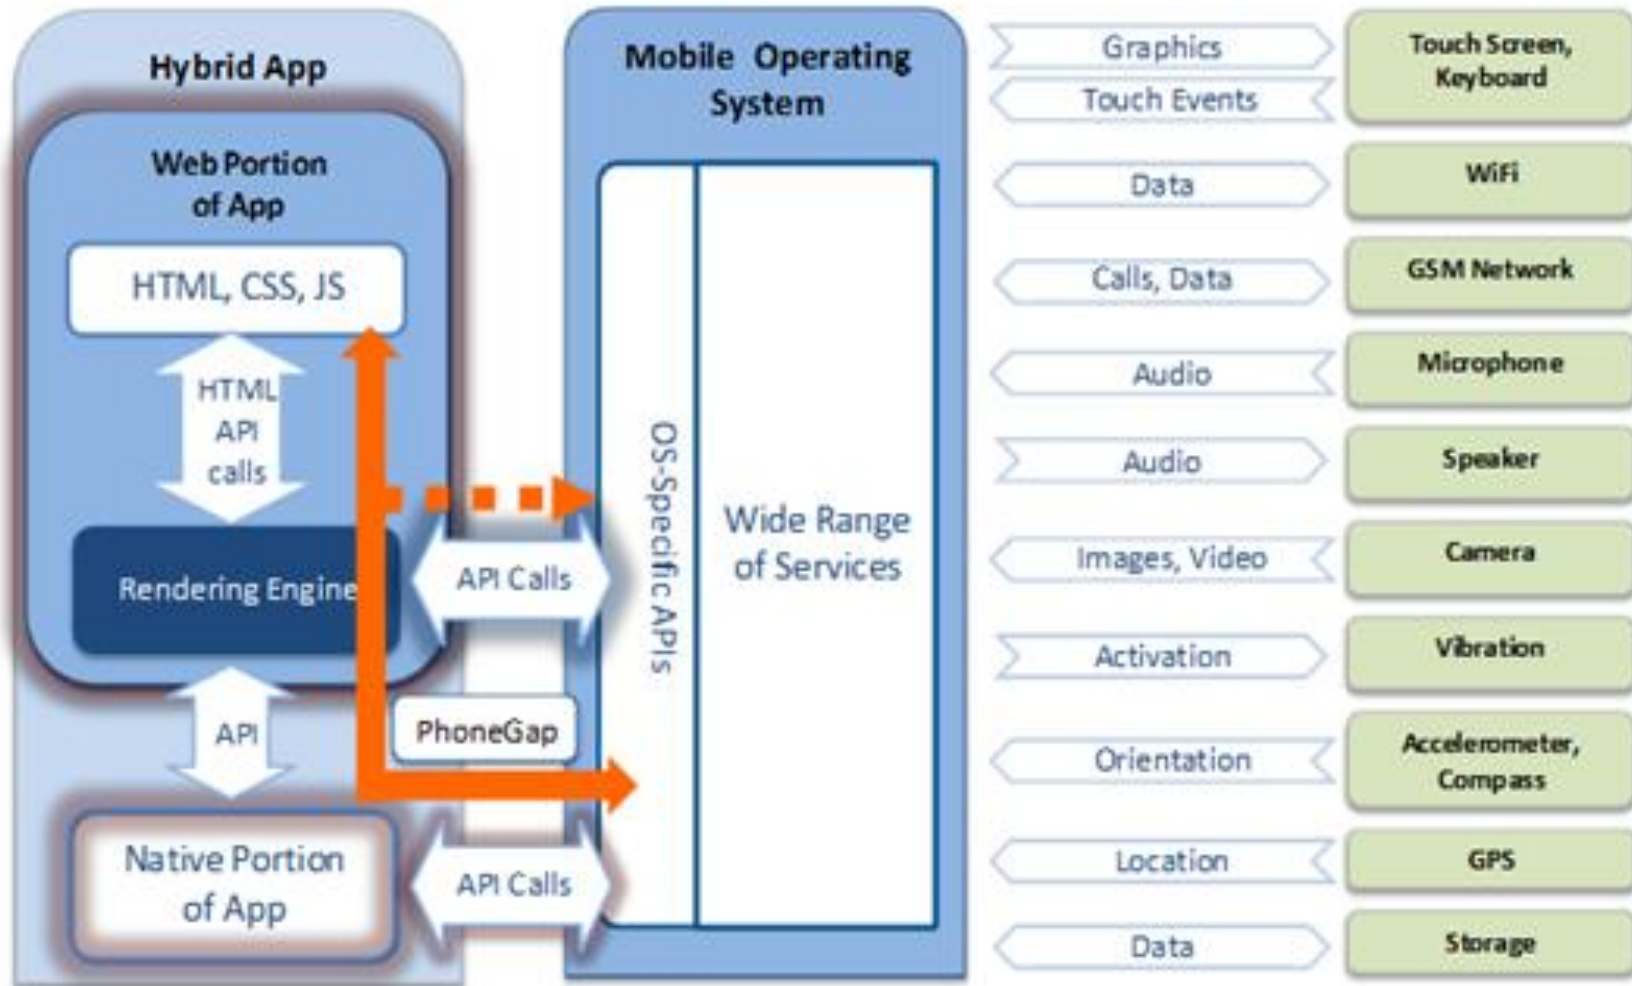 Hybrid App
Web Portion
of App
HTML, CSS, JS
HTML
API
calls
Rendering Engine
API
PhoneGap
Native Portion
of App
API Calls
API Calls
Mobile Operating
System
OS-Specific APIs
Wide Range
of Services
Graphics
Touch Events
Touch Screen,
Keyboard
Data
WiFi
Calls, Data
GSM Network
Audio
Microphone
Audio
Speaker
Images, Video
Camera
Activation
Vibration
Orientation
Accelerometer,
Compass
Location
GPS
Data
Storage